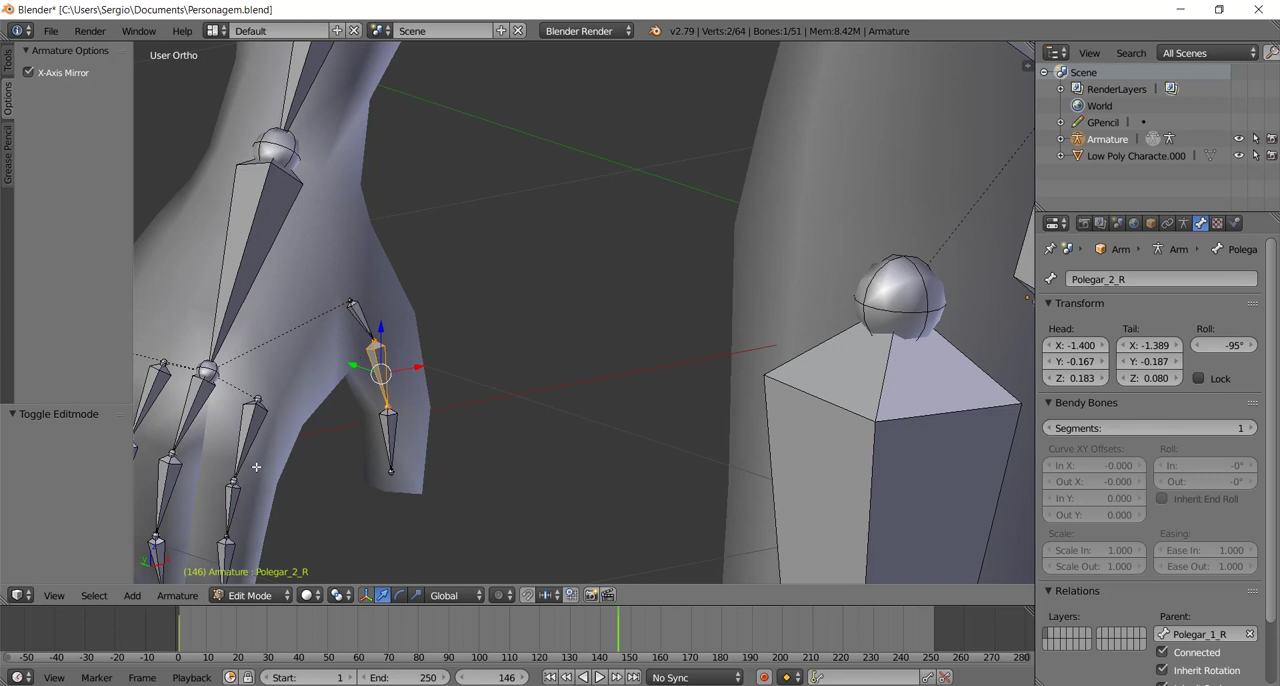 Blender* [C:\Users\Sergio\Documents\Personagem.blend]
File Render Window Help Default Scene Blender Render v2.79 | Verts:2/64 | Bones:1/51 | Mem:8.42M | Armature
Armature Options
X-Axis Mirror
Tools
Options
Grease Pencil
Toggle Editmode
User Ortho
(146) Armature : Polegar_2_R
View Search All Scenes
Scene
RenderLayers
World
GPencil
Armature
Low Poly Characte.000
Arm Arm Polega
Polegar_2_R
Transform
Head: Tail: Roll:
X: -1.400 X: -1.389 -95°
Y: -0.167 Y: -0.187
Z: 0.183 Z: 0.080 Lock
Bendy Bones
Segments: 1
Curve XY Offsets: Roll:
In X: -0.000 In: -0°
Out X: -0.000 Out: -0°
In Y: 0.000 Inherit End Roll
Out Y: 0.000
Scale: Easing:
Scale In: 1.000 Ease In: 1.000
Scale Out: 1.000 Ease Out: 1.000
Relations
Layers: Parent:
Polegar_1_R
Connected
Inherit Rotation
View Select Add Armature Edit Mode Global
-50 -40 -30 -20 -10 0 10 20 30 40 50 60 70 80 90 100 110 120 130 140 150 160 170 180 190 200 210 220 230 240 250 260 270 280
View Marker Frame Playback Start: 1 End: 250 146 No Sync